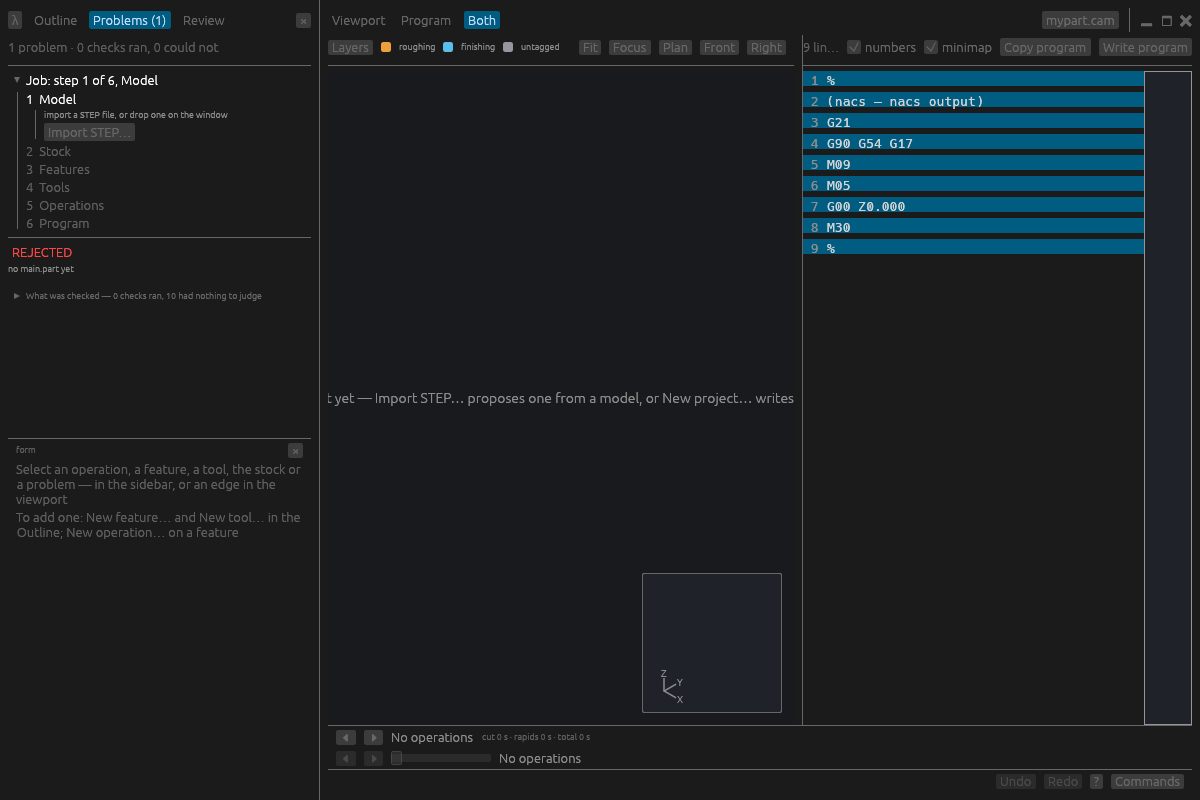 λ Outline Problems (1) Review ×
1 problem · 0 checks ran, 0 could not
Job: step 1 of 6, Model
1 Model
import a STEP file, or drop one on the window
Import STEP…
2 Stock
3 Features
4 Tools
5 Operations
6 Program
REJECTED
no main.part yet
What was checked — 0 checks ran, 10 had nothing to judge
form ×
Select an operation, a feature, a tool, the stock or
a problem — in the sidebar, or an edge in the
viewport
To add one: New feature… and New tool… in the
Outline; New operation… on a feature
Viewport Program Both
mypart.cam
Layers roughing finishing untagged Fit Focus Plan Front Right
t yet — Import STEP… proposes one from a model, or New project… writes
Z
Y
X
9 lin… numbers minimap Copy program Write program
1 %
2 (nacs — nacs output)
3 G21
4 G90 G54 G17
5 M09
6 M05
7 G00 Z0.000
8 M30
9 %
No operations cut 0 s · rapids 0 s · total 0 s
No operations
Undo Redo ? Commands